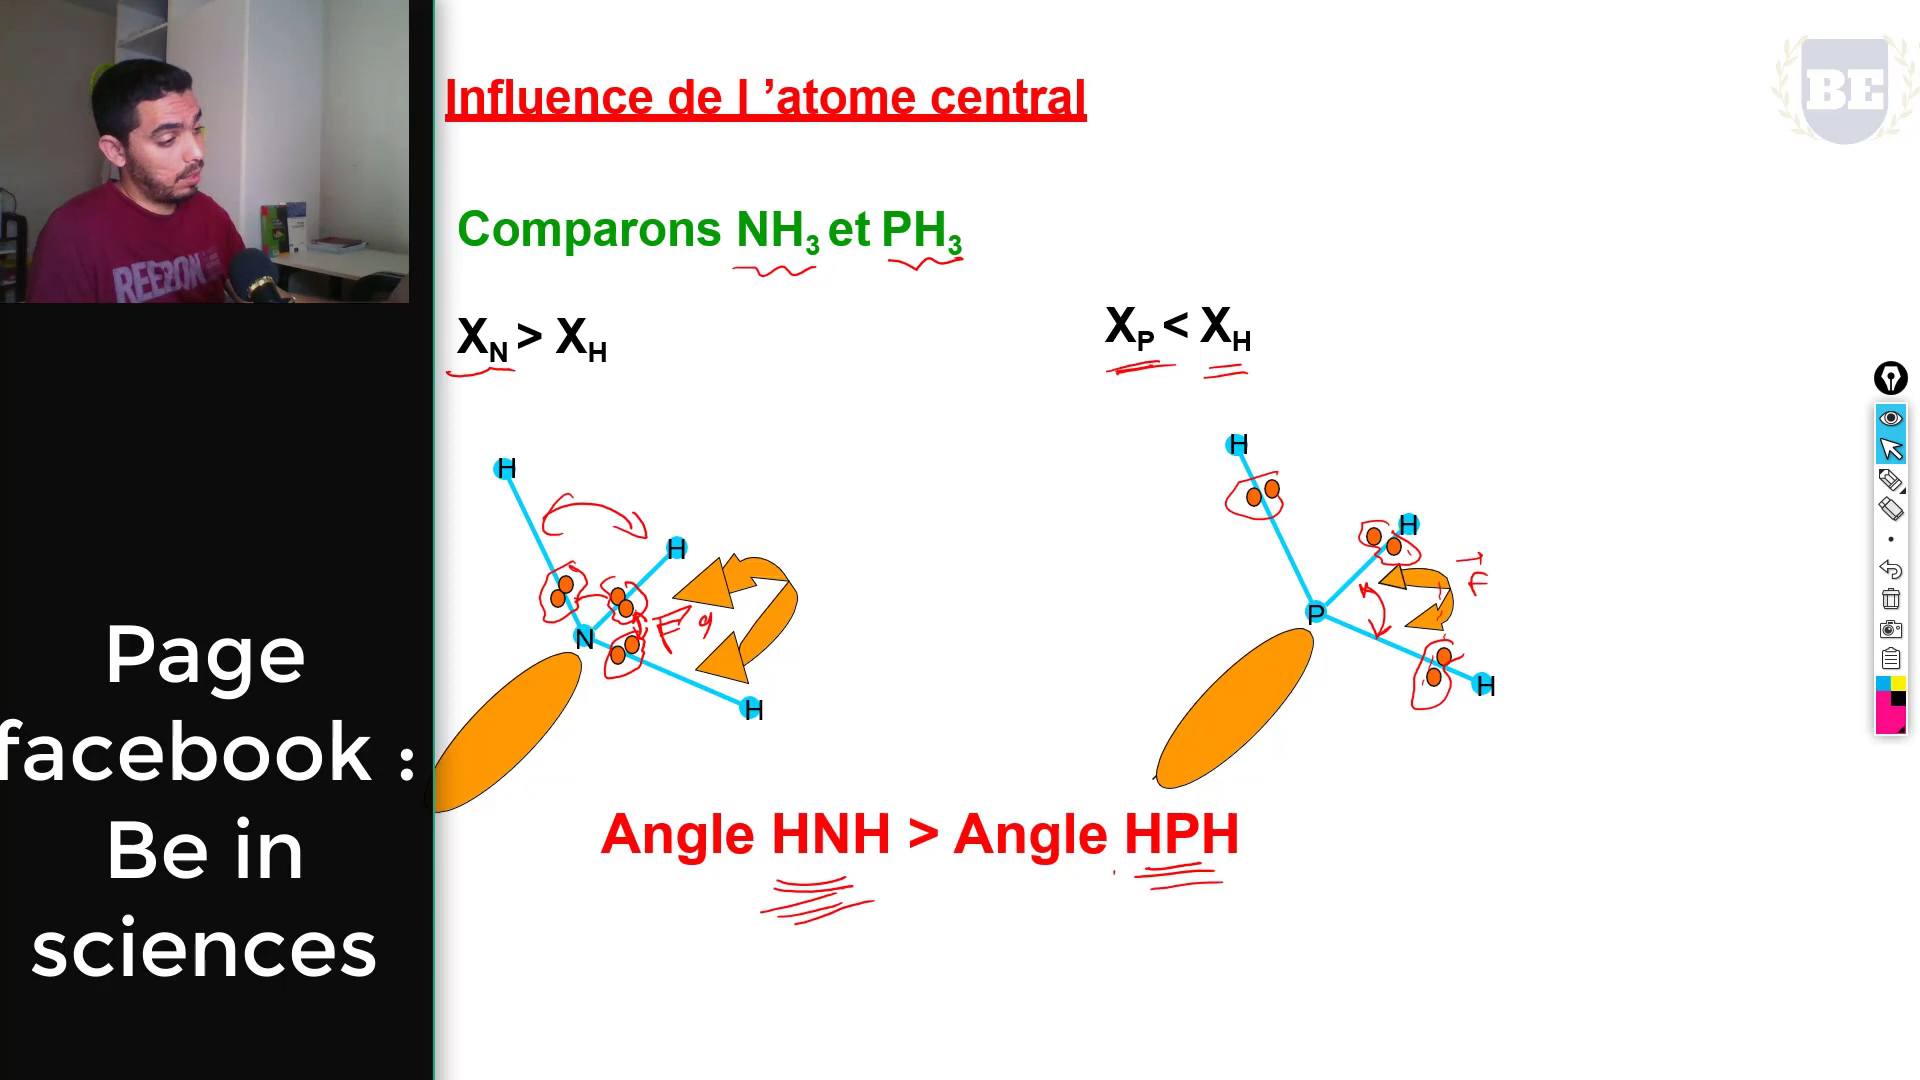 Influence de l ’atome central
BE
Comparons NH3 et PH3
XN > XH
XP < XH
REEBON
H
H
N
H
F
H
H
P
H
F
Angle HNH > Angle HPH
Page
facebook :
Be in
sciences